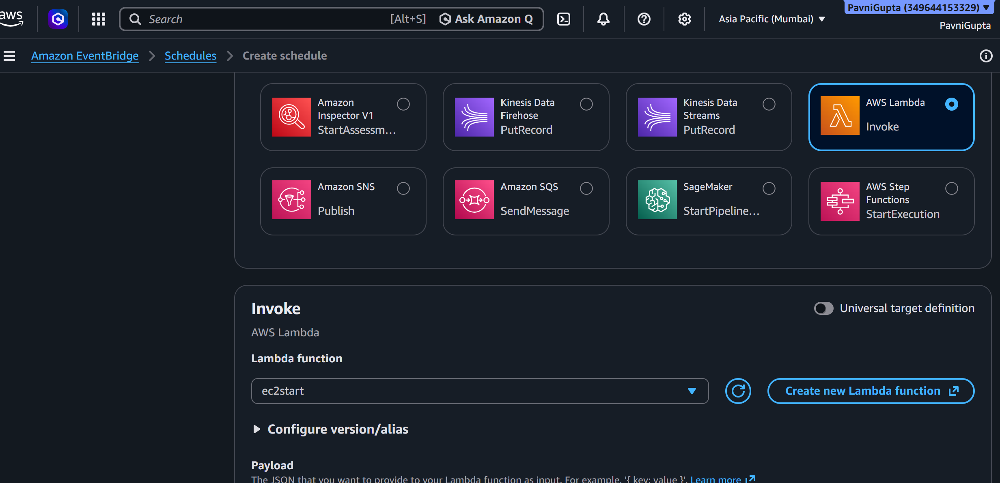 aws
Search [Alt+S] Ask Amazon Q Asia Pacific (Mumbai) PavniGupta (349644153329)
PavniGupta
Amazon EventBridge Schedules Create schedule
Amazon Inspector V1
StartAssessm...
Kinesis Data Firehose
PutRecord
Kinesis Data Streams
PutRecord
AWS Lambda
Invoke
Amazon SNS
Publish
Amazon SQS
SendMessage
SageMaker
StartPipeline...
AWS Step Functions
StartExecution
Invoke
Universal target definition
AWS Lambda
Lambda function
ec2start
Create new Lambda function
Configure version/alias
Payload
The JSON that you want to provide to your Lambda function as input. For example, '{ key: value }'. Learn more